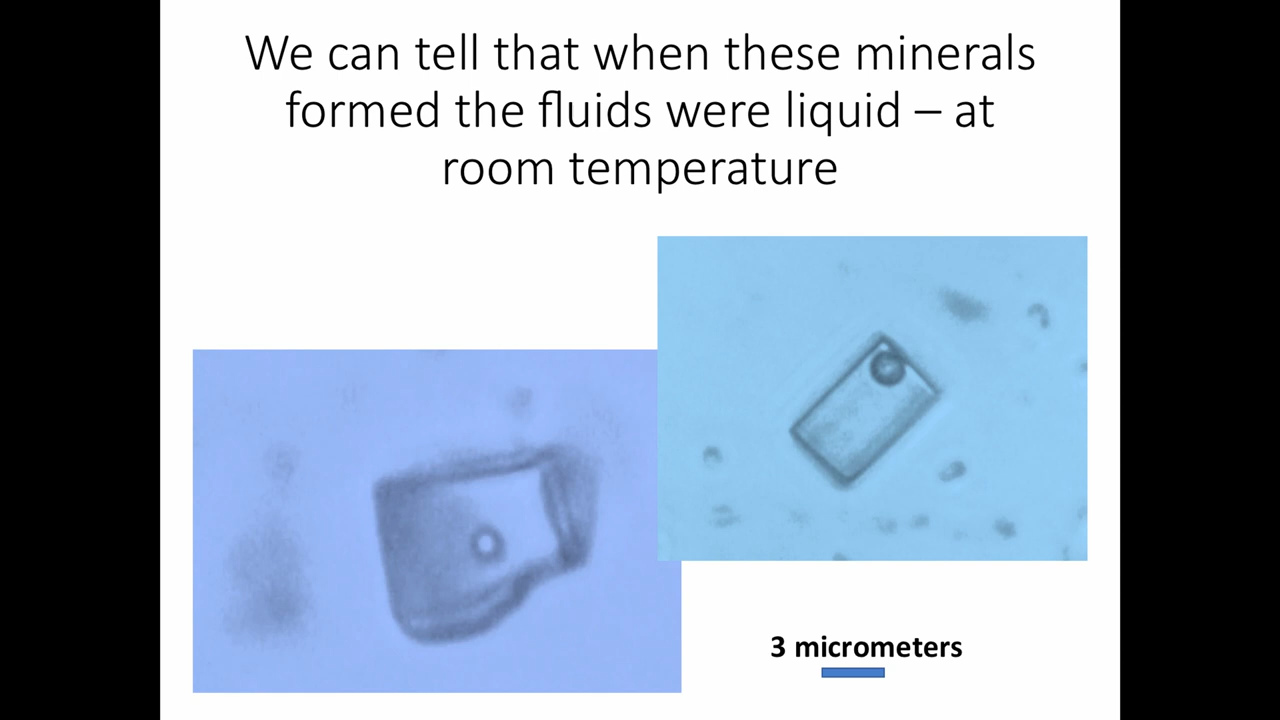 We can tell that when these minerals
formed the fluids were liquid – at
room temperature
3 micrometers